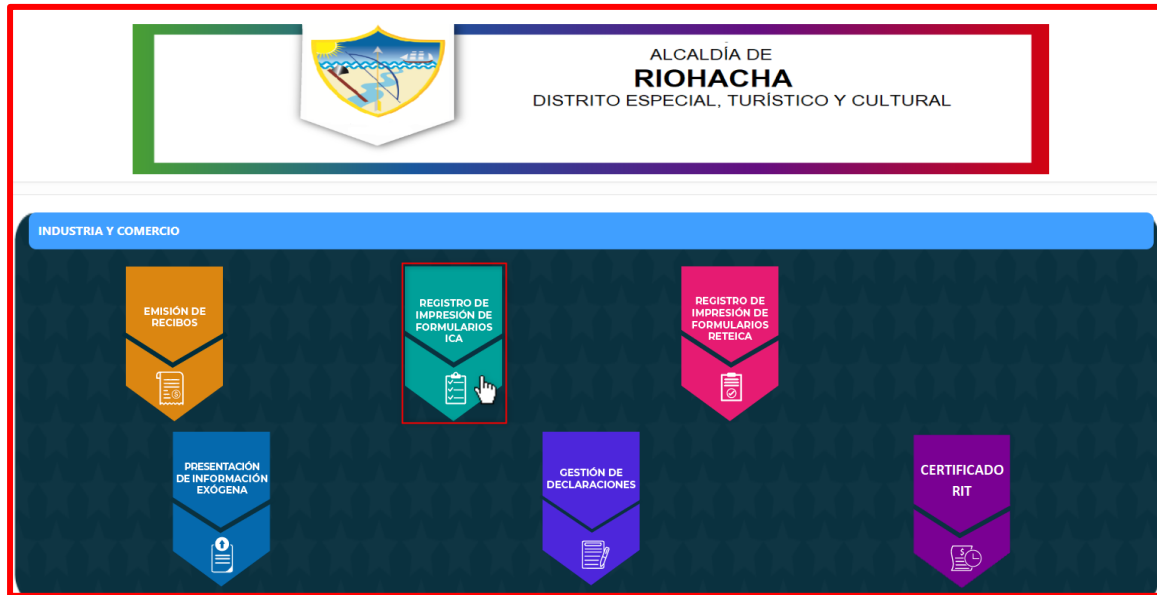 ALCALDÍA DE
RIOHACHA
DISTRITO ESPECIAL, TURÍSTICO Y CULTURAL
INDUSTRIA Y COMERCIO
EMISIÓN DE
RECIBOS
REGISTRO DE
IMPRESIÓN DE
FORMULARIOS
ICA
REGISTRO DE
IMPRESIÓN DE
FORMULARIOS
RETEICA
PRESENTACIÓN
DE INFORMACIÓN
EXÓGENA
GESTIÓN DE
DECLARACIONES
CERTIFICADO
RIT